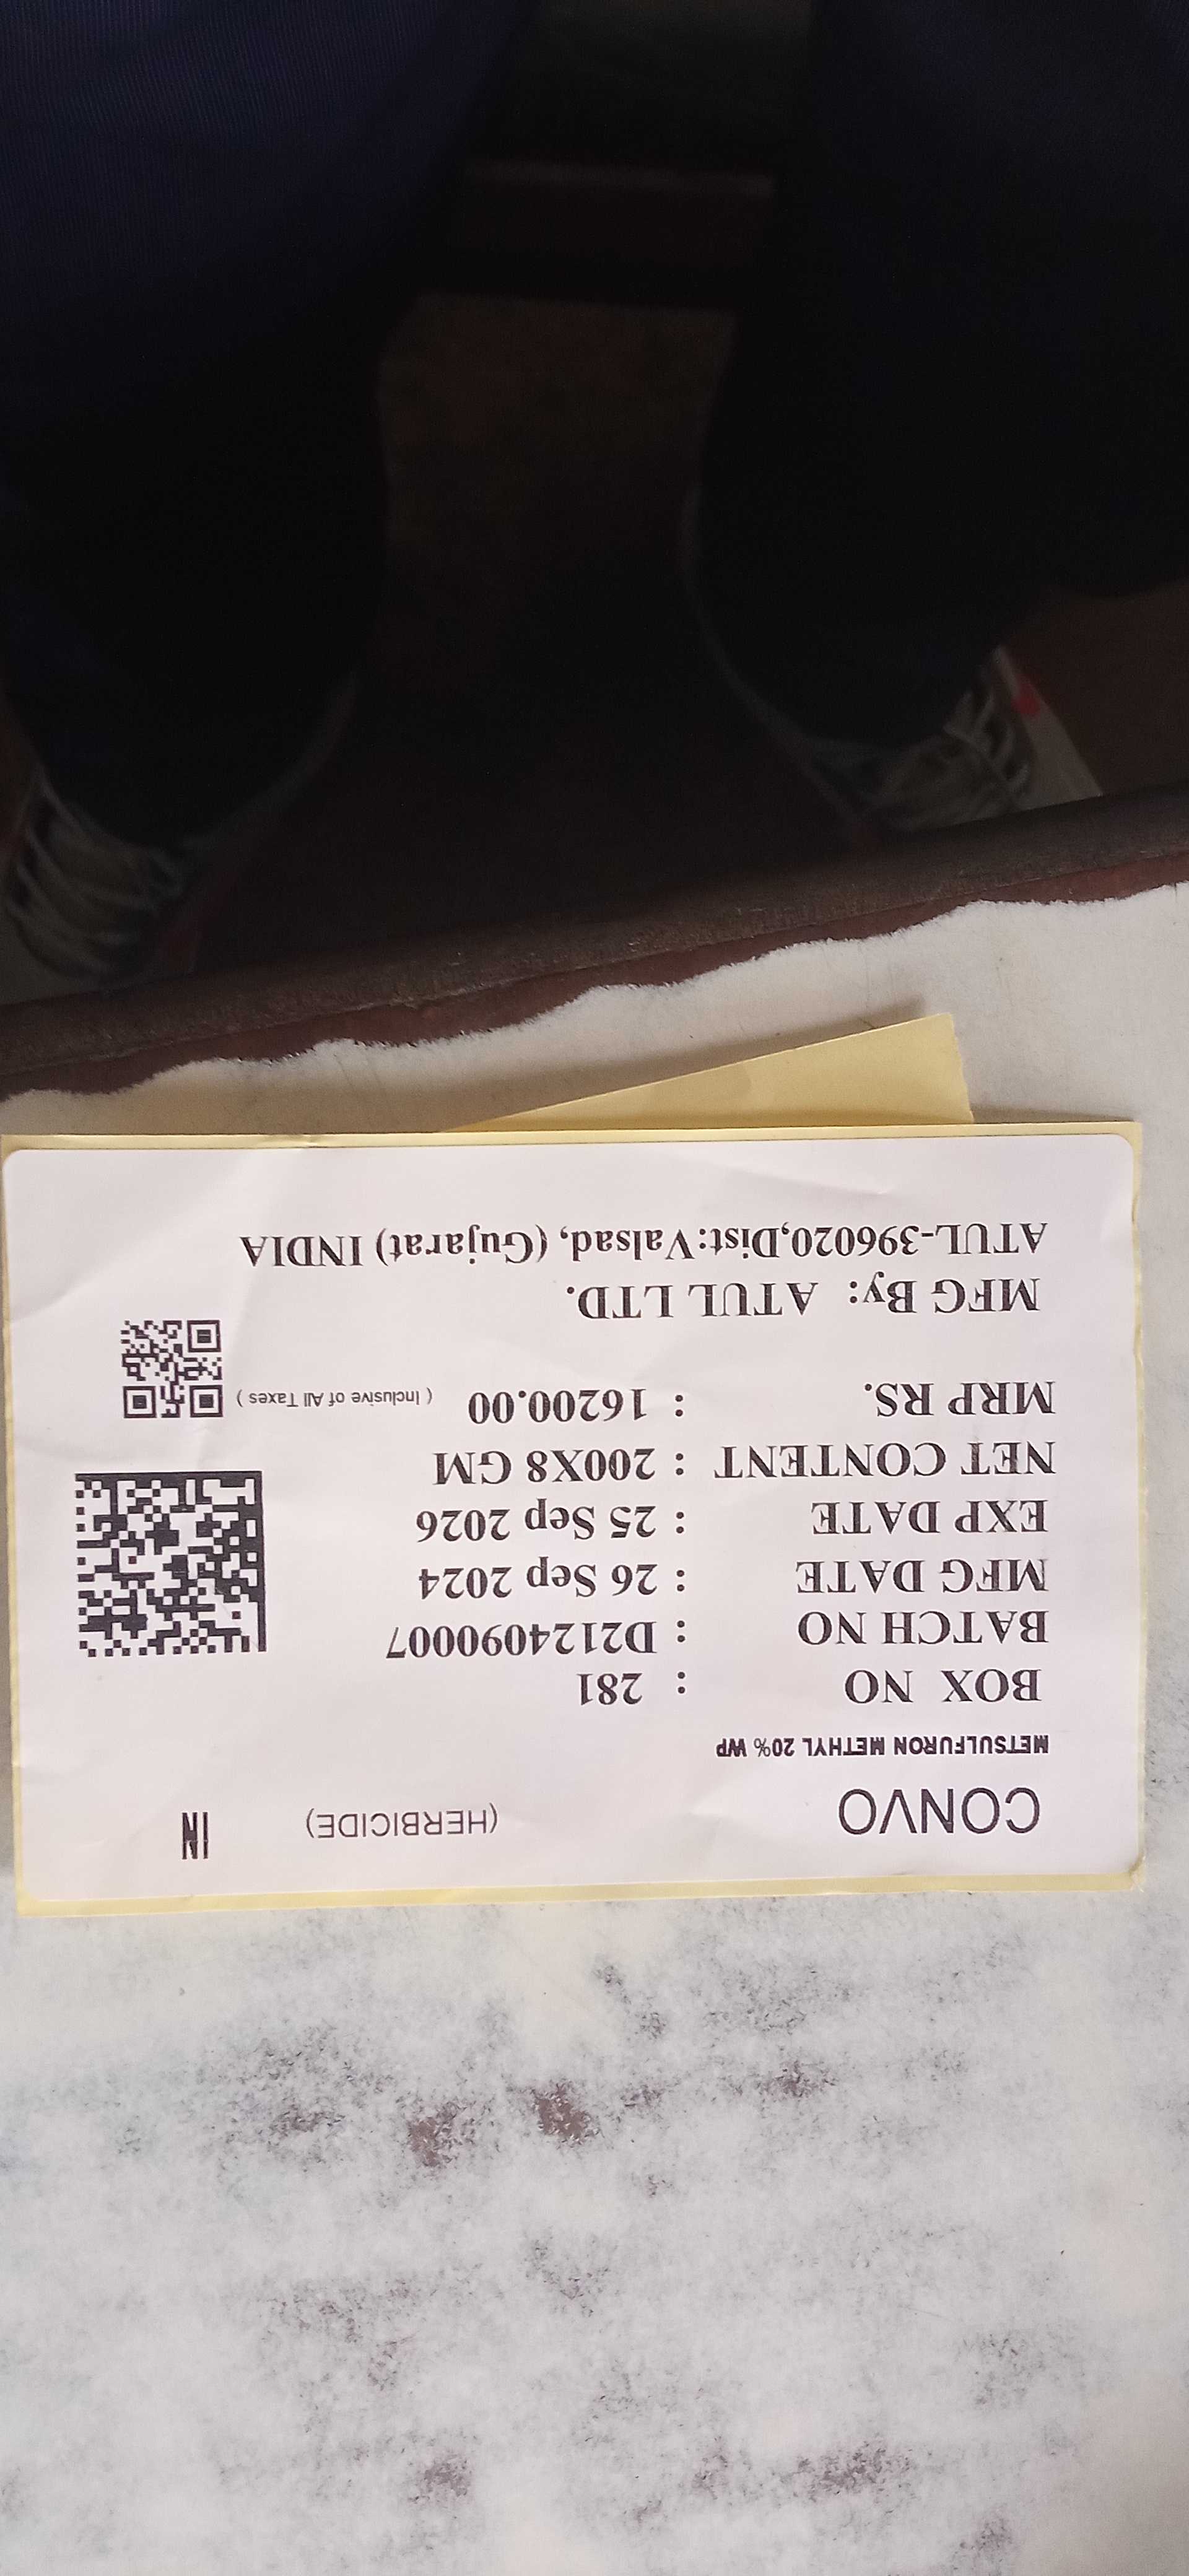 CONVO (HERBICIDE) IN
METSULFURON METHYL 20% WP
BOX NO : 281
BATCH NO : D2124090007
MFG DATE : 26 Sep 2024
EXP DATE : 25 Sep 2026
NET CONTENT : 200X8 GM
MRP RS. : 16200.00 ( Inclusive of All Taxes )
MFG By: ATUL LTD.
ATUL-396020,Dist:Valsad, (Gujarat) INDIA